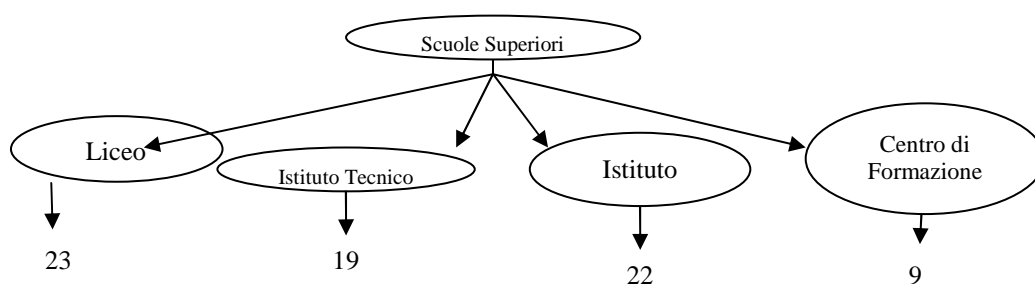 Scuole Superiori
Liceo
Istituto Tecnico
Istituto
Centro di
Formazione
23
19
22
9